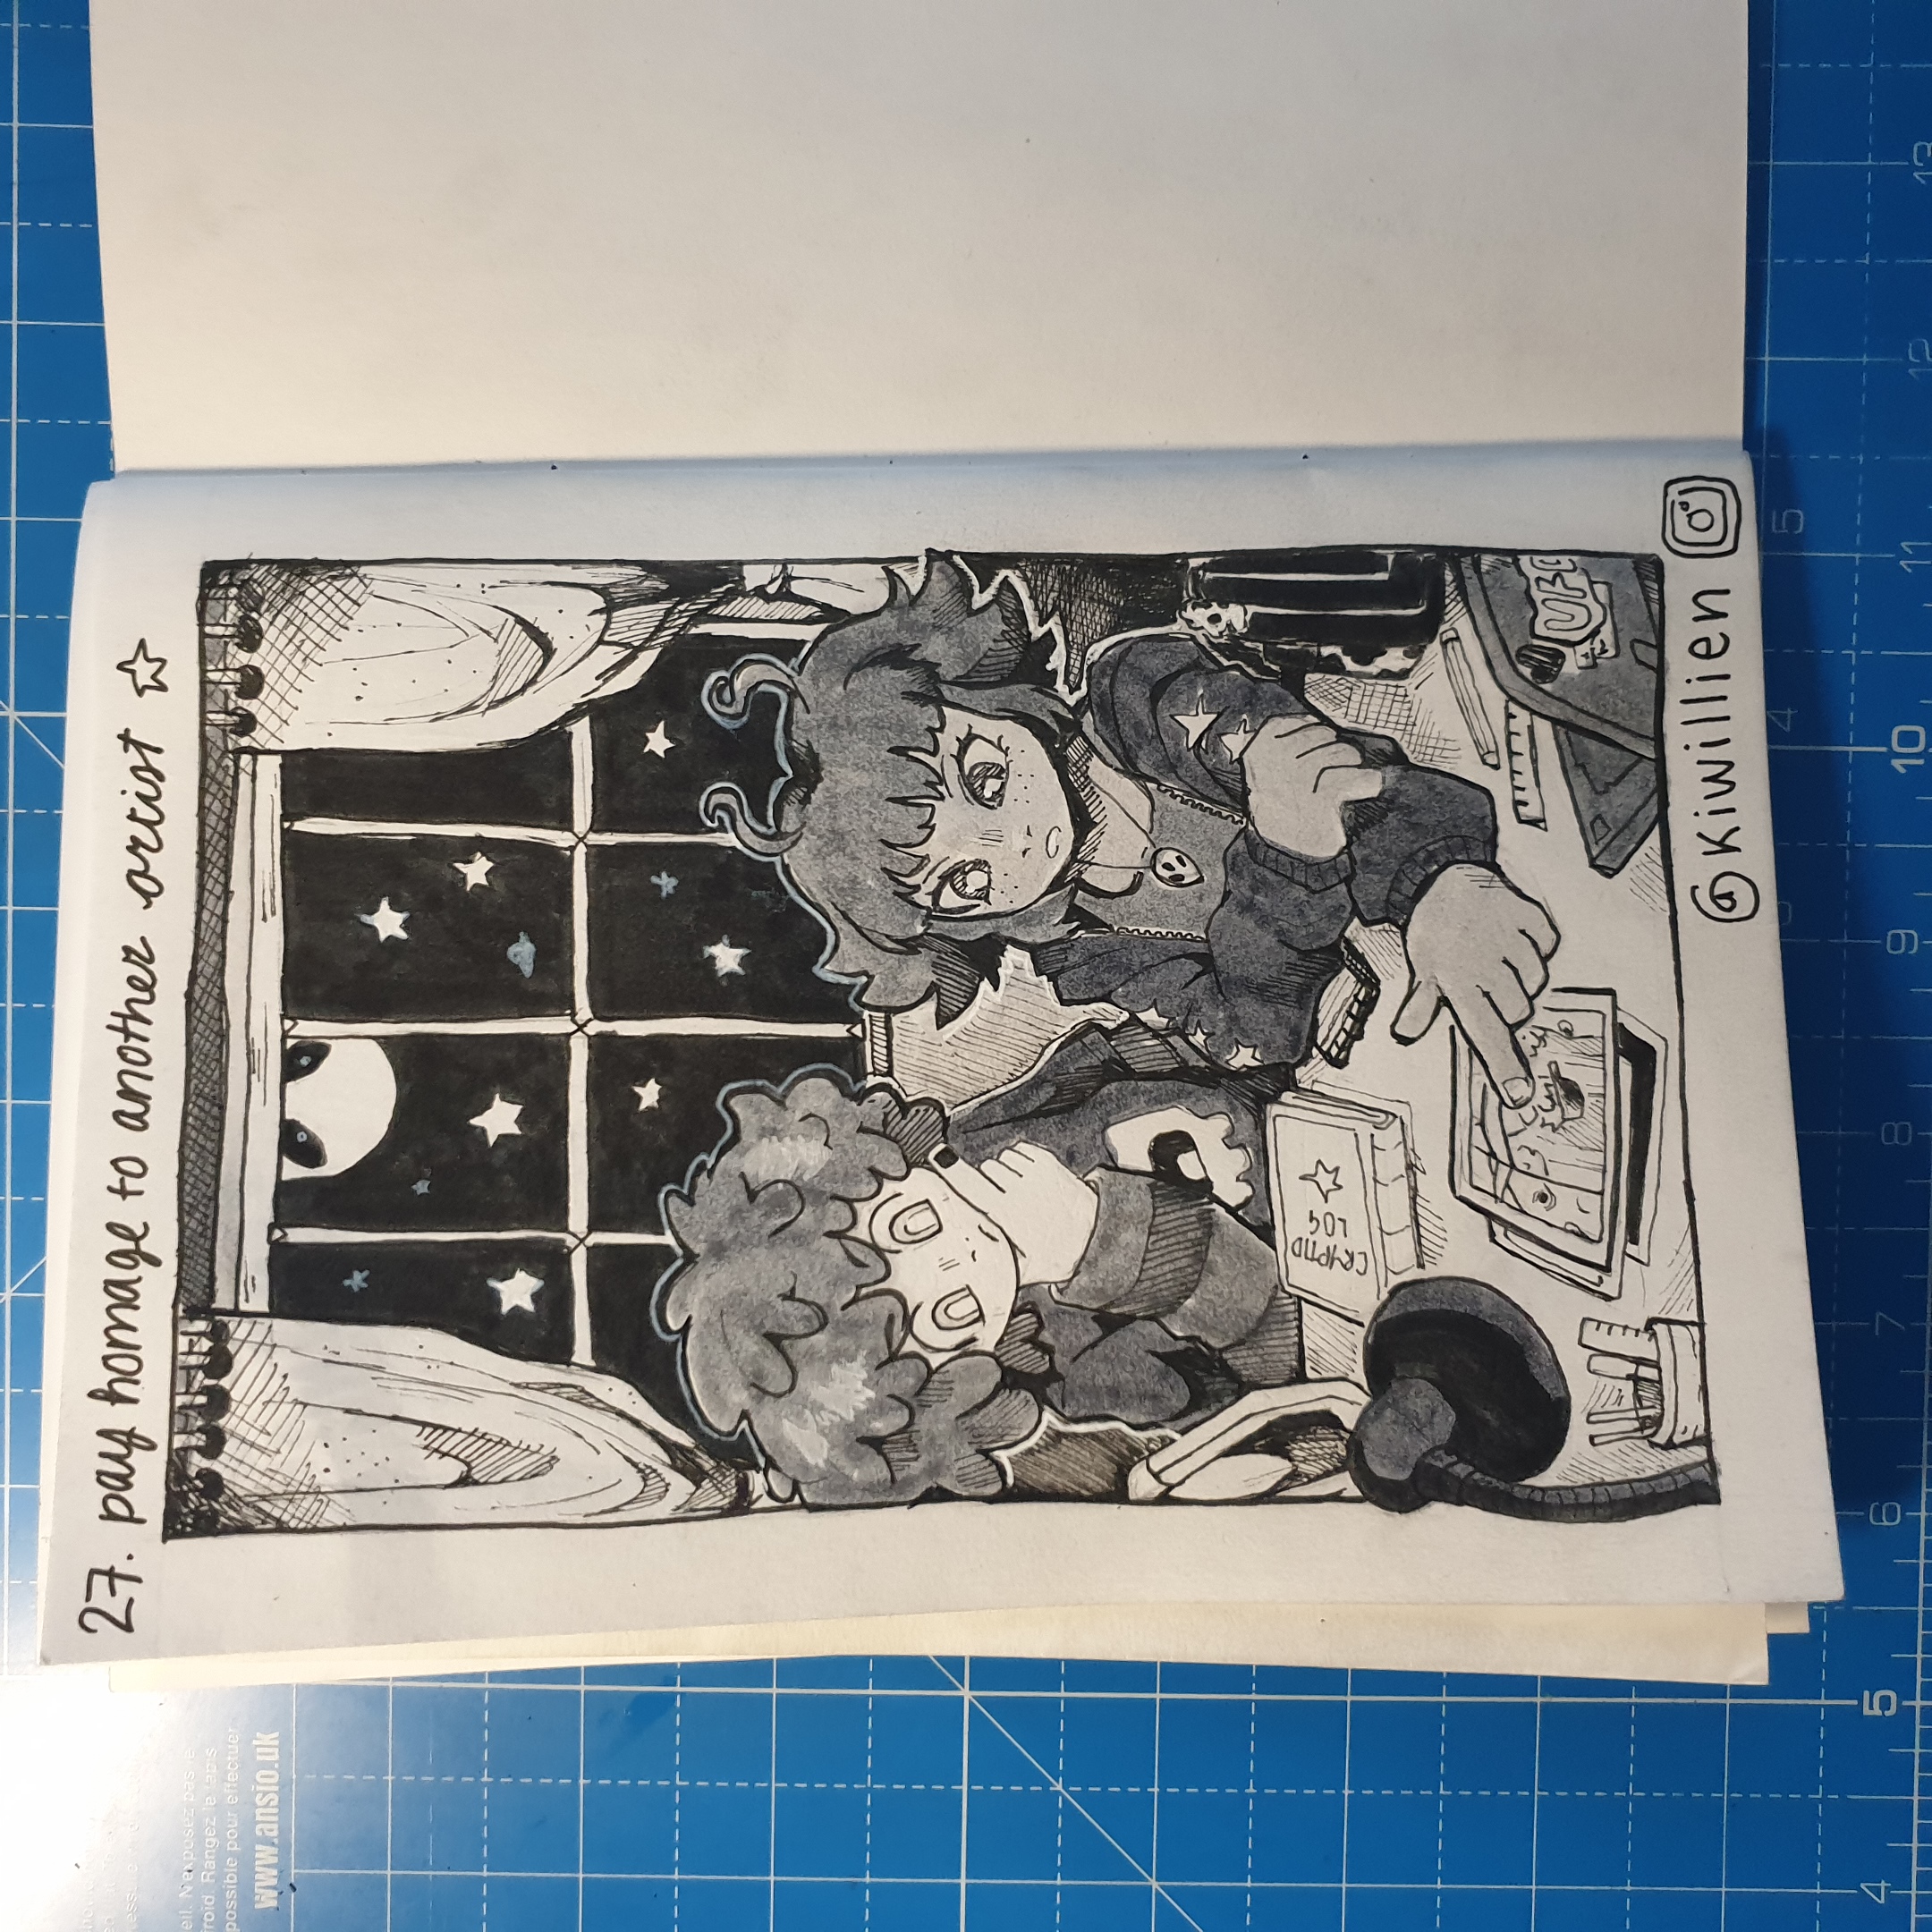 27. pay homage to another artist
eil. N'exposez pas le
froid. Rangez le tapis
possible pour effectuer
www.ansio.uk
CRYPTID
LOG
UFO
@kiwillien
4 5
4 5 6 7 8 9 10 11 12 13